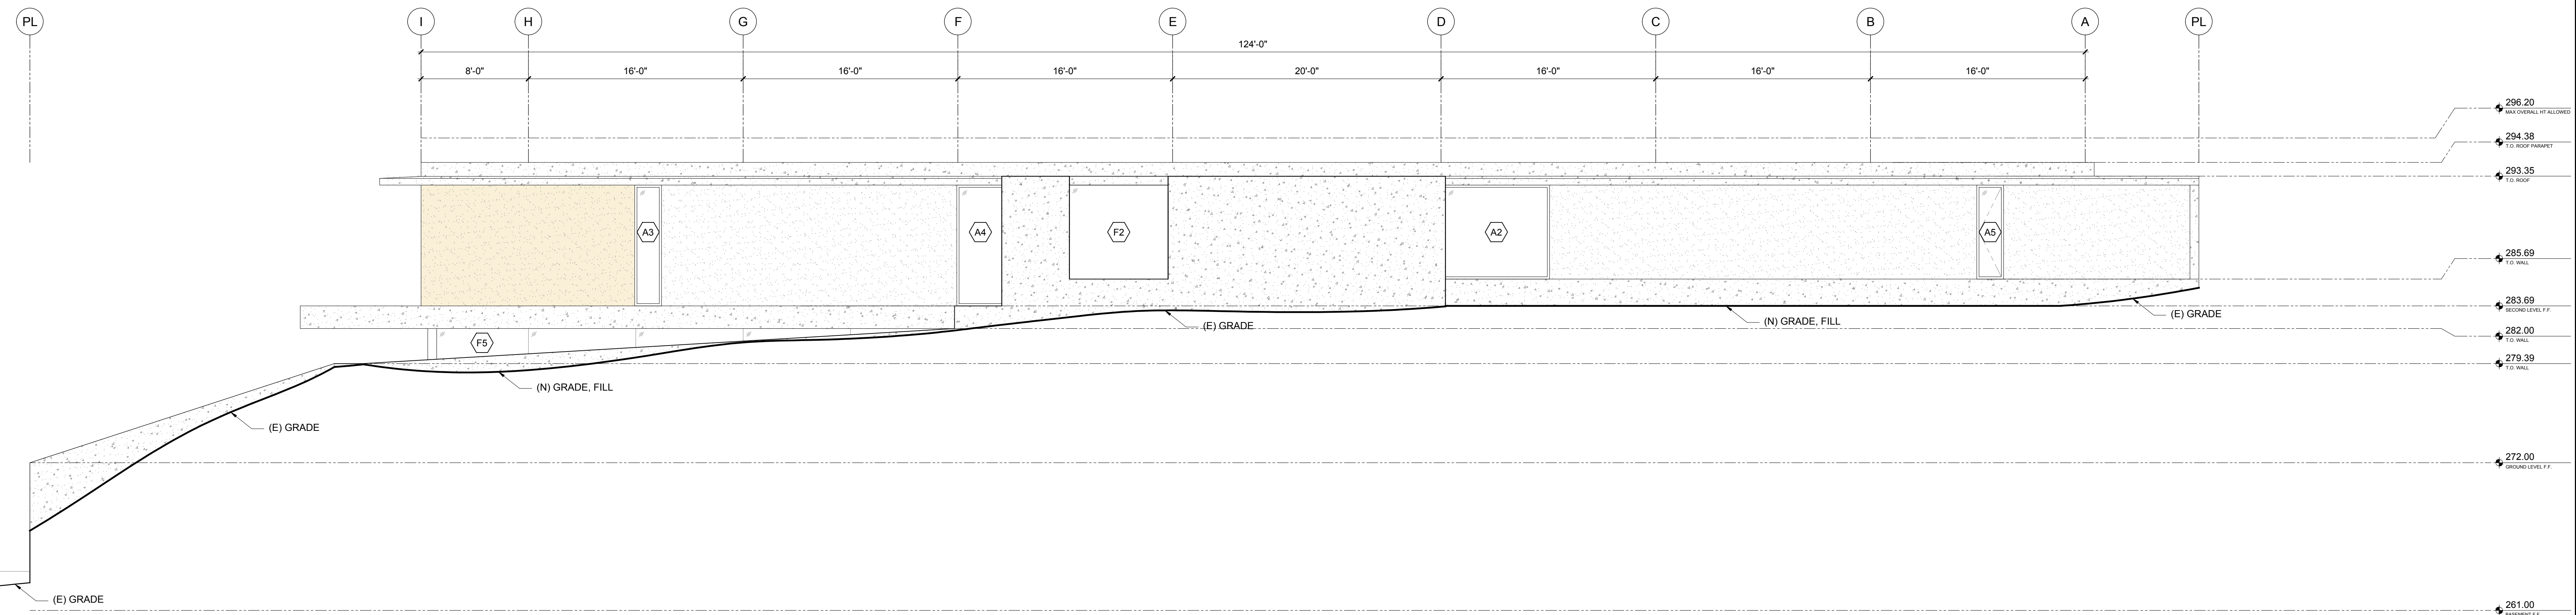 PL I H G F E D C B A PL
124'-0"
8'-0" 16'-0" 16'-0" 16'-0" 20'-0" 16'-0" 16'-0" 16'-0"
296.20
MAX OVERALL HT ALLOWED
294.38
T.O. ROOF PARAPET
293.35
T.O. ROOF
A3 A4 F2 A2 A5
285.69
T.O. WALL
283.69
SECOND LEVEL F.F.
(E) GRADE
(N) GRADE, FILL
(E) GRADE
282.00
T.O. WALL
F5
279.39
T.O. WALL
(N) GRADE, FILL
(E) GRADE
272.00
GROUND LEVEL F.F.
(E) GRADE
261.00
BASEMENT F.F.